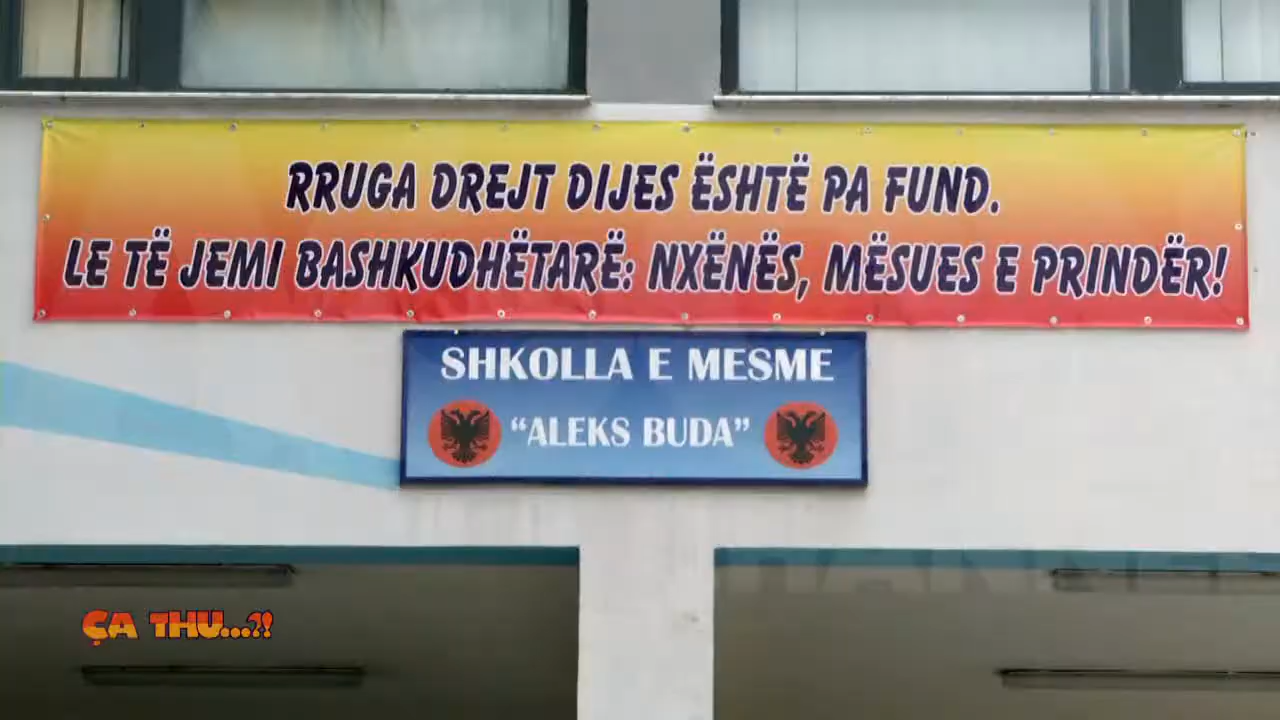 RRUGA DREJT DIJES ËSHTË PA FUND.
LE TË JEMI BASHKUDHËTARË: NXËNËS, MËSUES E PRINDËR!
SHKOLLA E MESME
“ALEKS BUDA”
ÇA THU...?!